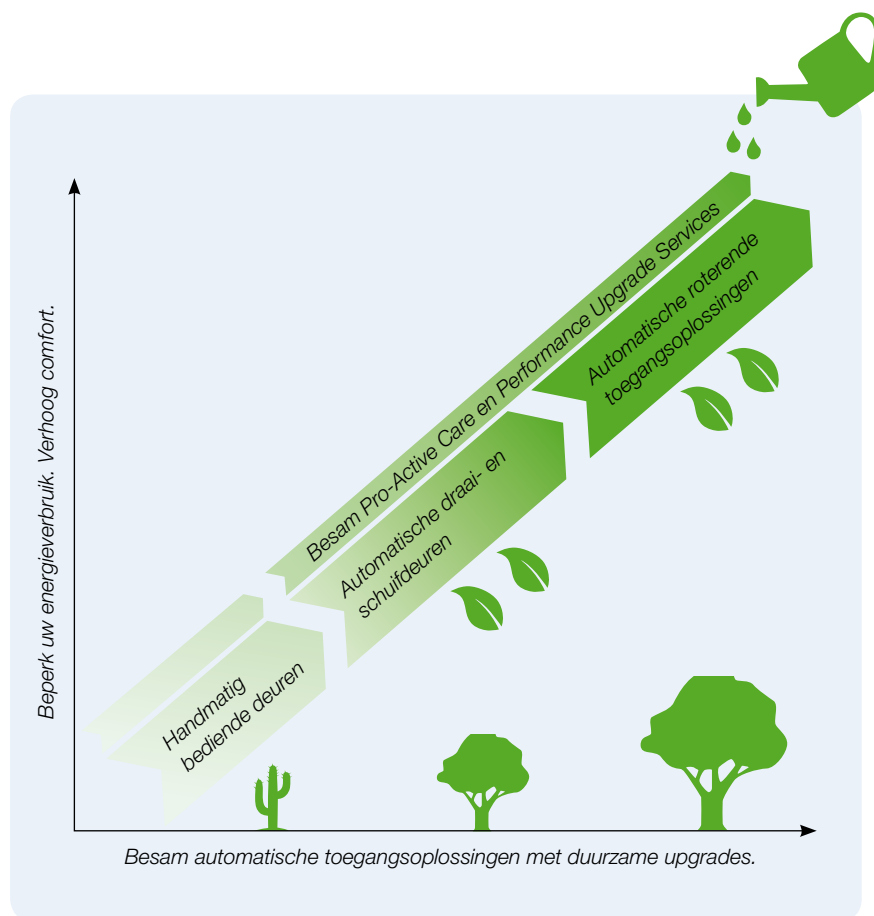 Beperk uw energieverbruik. Verhoog comfort.
Besam Pro-Active Care en Performance Upgrade Services
Automatische roterende
toegangsoplossingen
Automatische draai- en
schuifdeuren
Handmatig
bediende deuren
Besam automatische toegangsoplossingen met duurzame upgrades.